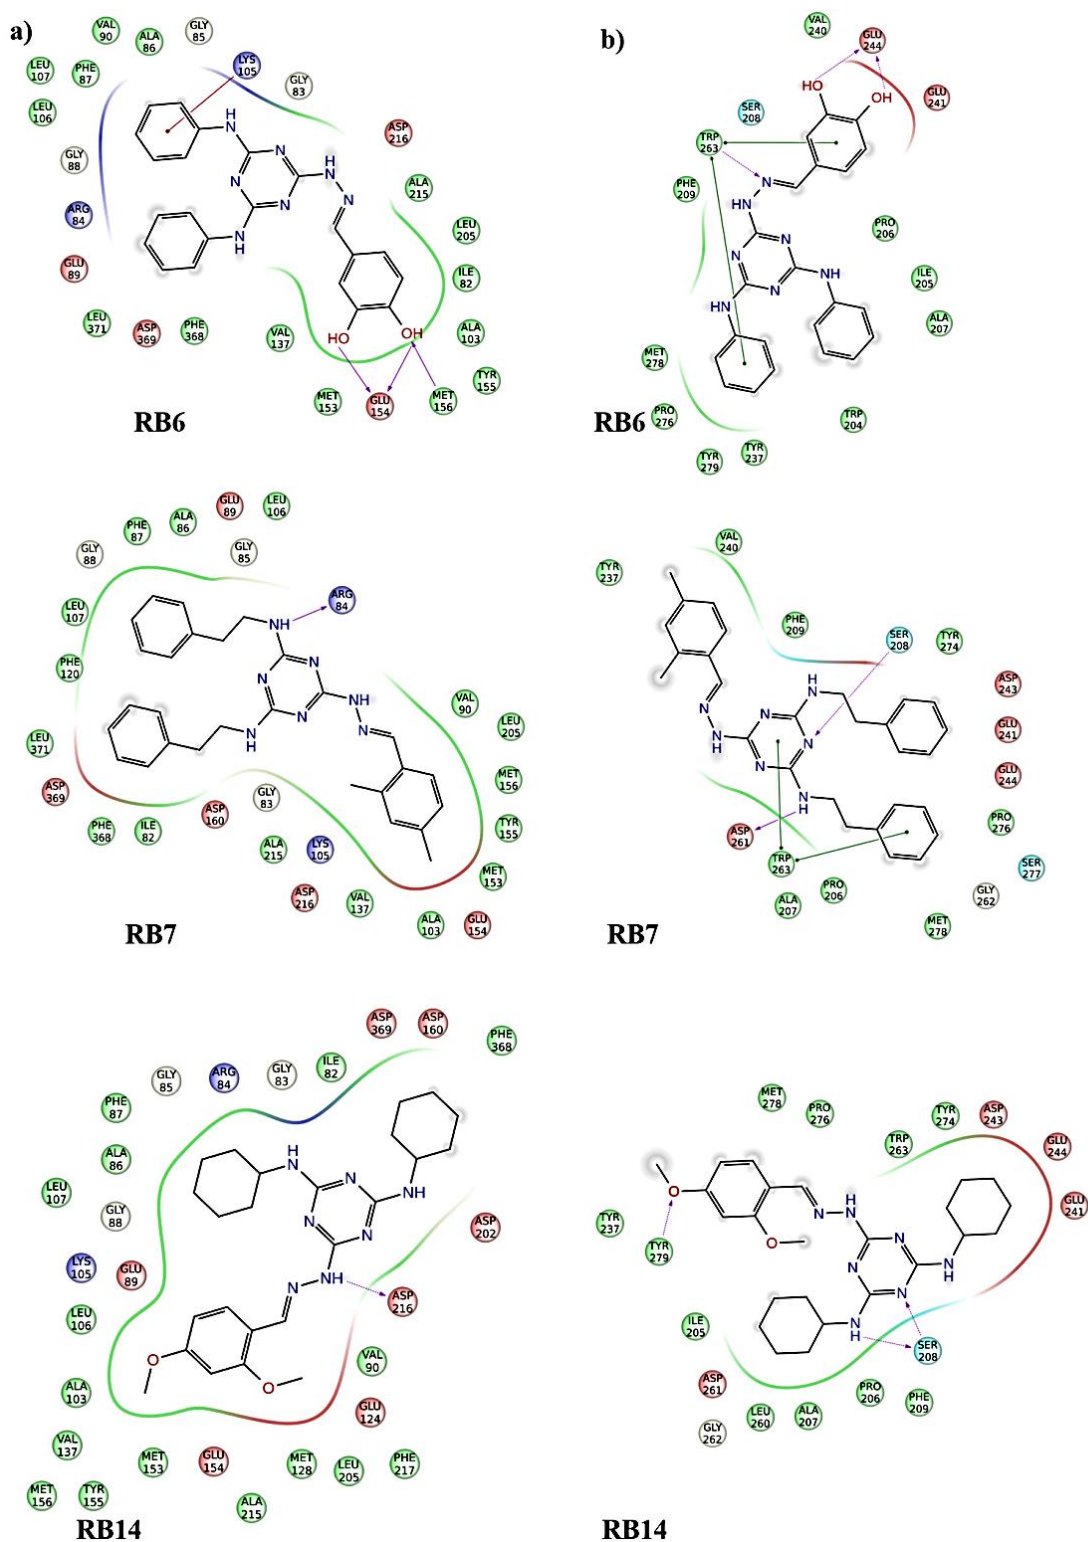 a)
VAL 90
ALA 86
GLY 85
LYS 105
LEU 107
PHE 87
GLY 83
LEU 106
ASP 216
GLY 88
ALA 215
ARG 84
LEU 205
GLU 89
ILE 82
LEU 371
ASP 369
PHE 368
VAL 137
ALA 103
TYR 155
MET 153
GLU 154
MET 156
H
N
N
N
N
H
N
N
N
H
HO
OH
RB6
b)
VAL 240
GLU 244
HO
OH
GLU 241
SER 208
TRP 263
PHE 209
N
HN
PRO 206
N
N
N
NH
HN
ILE 205
ALA 207
MET 278
PRO 276
TRP 204
TYR 279
TYR 237
RB6
GLU 89
LEU 106
ALA 86
PHE 87
GLY 88
GLY 85
ARG 84
LEU 107
NH
PHE 120
N
N
N
NH
N
N
H
VAL 90
LEU 205
LEU 371
ASP 369
GLY 83
MET 156
ASP 160
PHE 368
ILE 82
TYR 155
ALA 215
LYS 105
MET 153
ASP 216
VAL 137
ALA 103
GLU 154
RB7
VAL 240
TYR 237
PHE 209
SER 208
TYR 274
H
N
ASP 243
N
N
N
N
H
N
N
GLU 241
GLU 244
N
H
ASP 261
PRO 276
TRP 263
SER 277
ALA 207
PRO 206
GLY 262
MET 278
RB7
ASP 369
ASP 160
PHE 368
ILE 82
GLY 83
ARG 84
GLY 85
PHE 87
ALA 86
H
N
N
NH
N
N
LEU 107
GLY 88
ASP 202
LYS 105
GLU 89
N
NH
ASP 216
LEU 106
O
O
VAL 90
ALA 103
GLU 124
VAL 137
MET 153
GLU 154
MET 128
LEU 205
PHE 217
MET 156
TYR 155
ALA 215
RB14
MET 278
PRO 276
TYR 274
ASP 243
TRP 263
GLU 244
GLU 241
O
H
N
N
TYR 237
TYR 279
O
N
N
N
N
H
N
H
ILE 205
SER 208
ASP 261
PRO 206
PHE 209
LEU 260
ALA 207
GLY 262
RB14